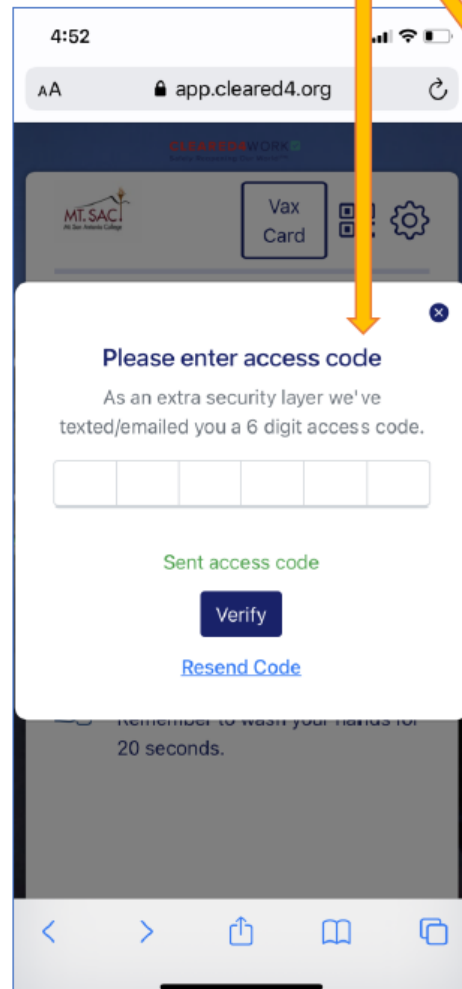 4:52
AA app.cleared4.org
CLEARED4WORK
MT. SAC
Mt. San Antonio College
Vax
Card
Please enter access code
As an extra security layer we've
texted/emailed you a 6 digit access code.
Sent access code
Verify
Resend Code
Remember to wash your hands for
20 seconds.